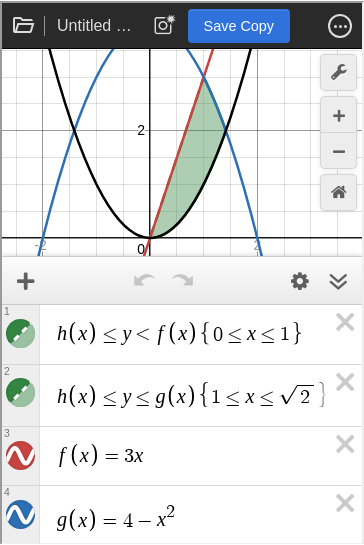 Untitled ...
Save Copy
2
0
-2
2
1
h(x) ≤ y < f(x) {0 ≤ x ≤ 1}
2
h(x) ≤ y ≤ g(x) {1 ≤ x ≤ √2}
3
f(x) = 3x
4
g(x) = 4 − x²